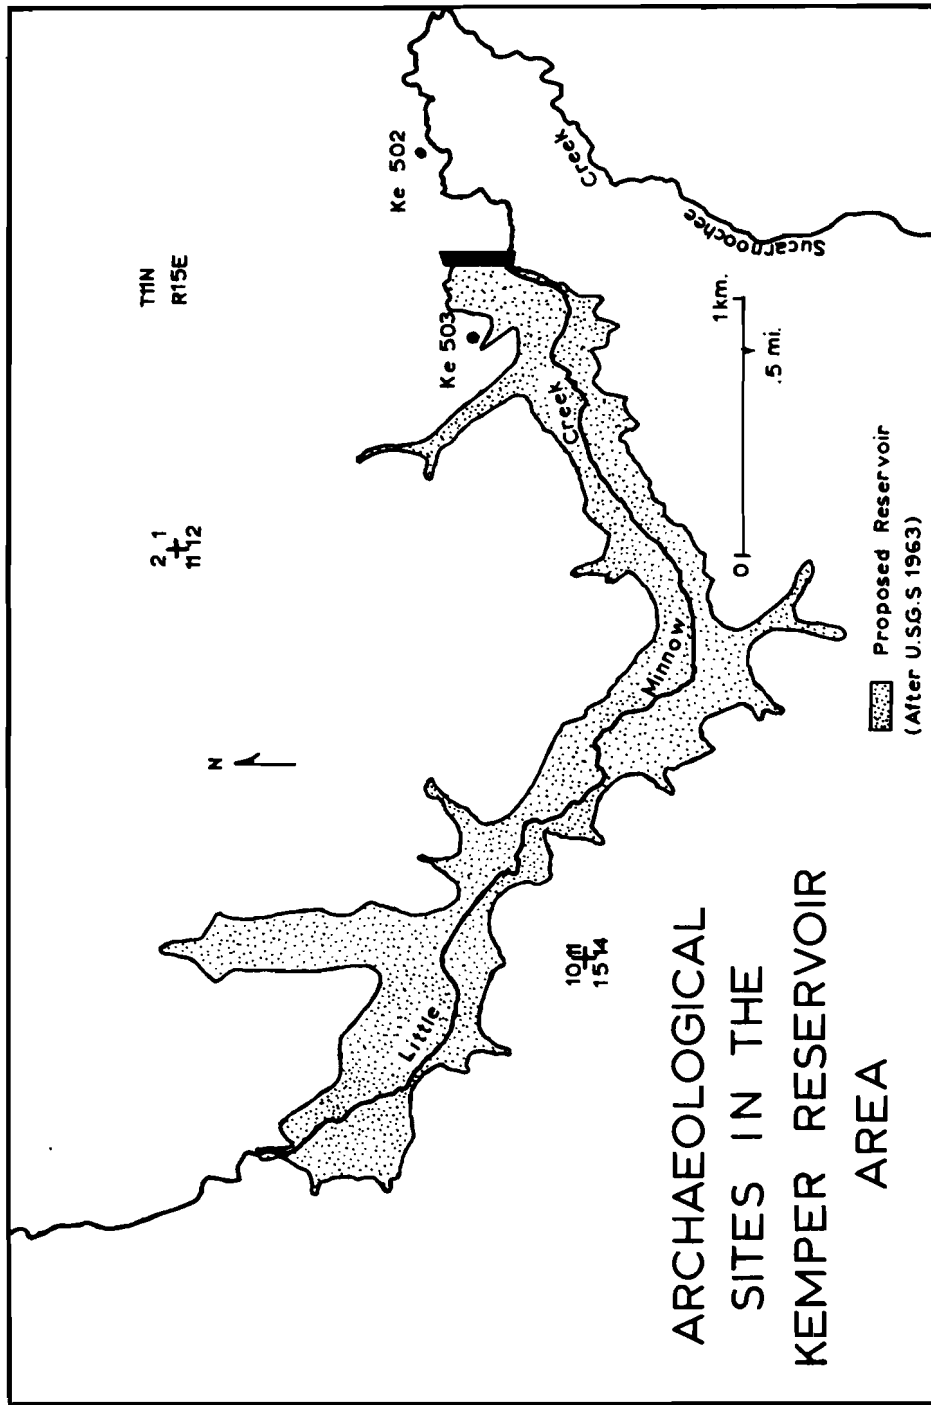 T11N
R15E
Ke 502
Ke 503
2 1
11 12
N
Creek
Sucarnoochee
Creek
Minnow
Little
1 km.
.5 mi.
0
10 11
15 14
Proposed Reservoir
(After U.S.G.S 1963)
ARCHAEOLOGICAL
SITES IN THE
KEMPER RESERVOIR
AREA